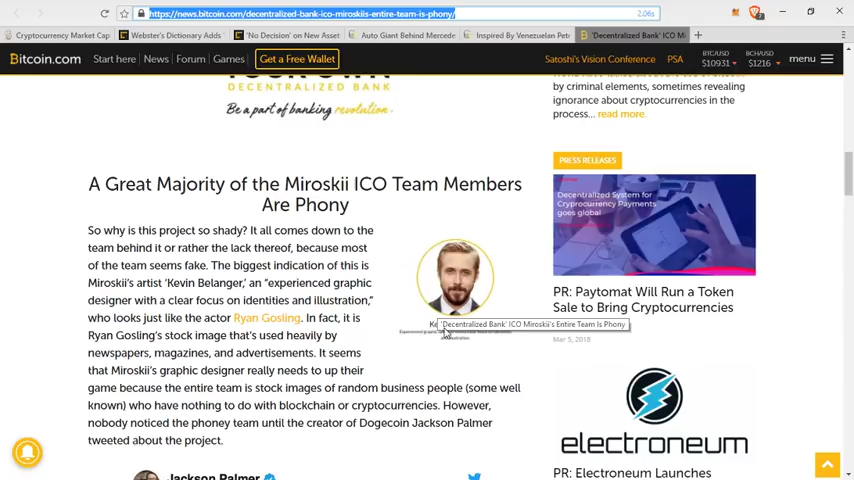 https://news.bitcoin.com/decentralized-bank-ico-miroskiis-entire-team-is-phony/
2.06s
Cryptocurrency Market Cap
Webster's Dictionary Adds
'No Decision' on New Asset
Auto Giant Behind Mercede
Inspired By Venezuelan Pet
'Decentralized Bank' ICO Mi
Bitcoin.com
Start here
News
Forum
Games
Get a Free Wallet
Satoshi's Vision Conference
PSA
BTC/USD
$10931
BCH/USD
$1216
menu
DECENTRALIZED BANK
Be a part of banking revolution.
by criminal elements, sometimes revealing
ignorance about cryptocurrencies in the
process... read more.
A Great Majority of the Miroskii ICO Team Members
Are Phony
So why is this project so shady? It all comes down to the
team behind it or rather the lack thereof, because most
of the team seems fake. The biggest indication of this is
Miroskii's artist 'Kevin Belanger,' an "experienced graphic
designer with a clear focus on identities and illustration,"
who looks just like the actor Ryan Gosling. In fact, it is
Ryan Gosling's stock image that's used heavily by
newspapers, magazines, and advertisements. It seems
that Miroskii's graphic designer really needs to up their
game because the entire team is stock images of random business people (some well
known) who have nothing to do with blockchain or cryptocurrencies. However,
nobody noticed the phoney team until the creator of Dogecoin Jackson Palmer
tweeted about the project.
Ke
'Decentralized Bank' ICO Miroskii's Entire Team Is Phony
Jackson Palmer
PRESS RELEASES
Decentralized System for
Cryptocurrency Payments
goes global
PR: Paytomat Will Run a Token
Sale to Bring Cryptocurrencies
Mar 5, 2018
electroneum
PR: Electroneum Launches